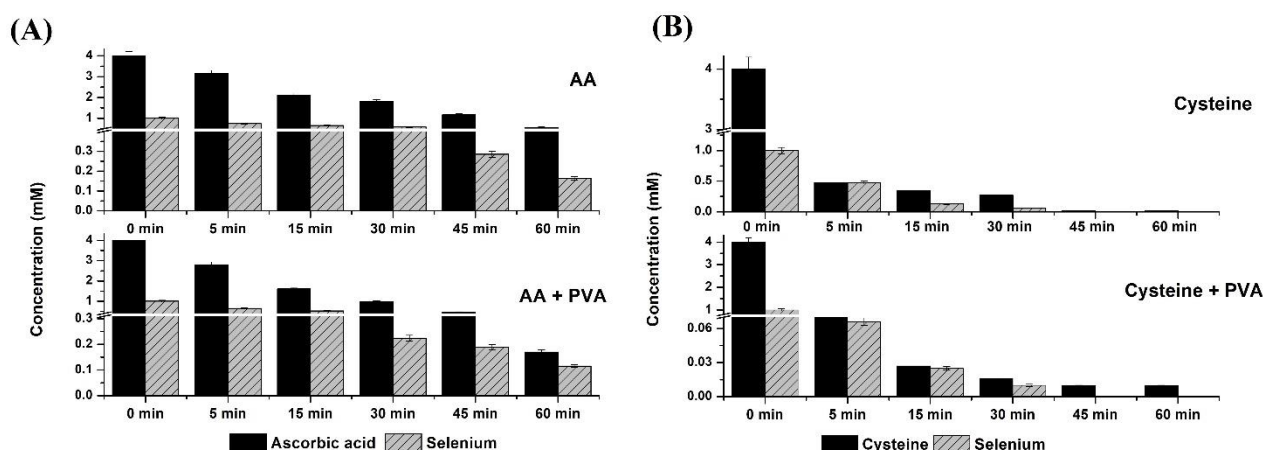 (A)
Concentration (mM)
4
3
2
1
0.3
0.2
0.1
0.0
AA
0 min 5 min 15 min 30 min 45 min 60 min
4
3
2
1
0.3
0.2
0.1
0.0
AA + PVA
0 min 5 min 15 min 30 min 45 min 60 min
Ascorbic acid Selenium
(B)
Concentration (mM)
4
3
1.0
0.5
0.0
Cysteine
0 min 5 min 15 min 30 min 45 min 60 min
4
3
2
1
0.06
0.03
0.00
Cysteine + PVA
0 min 5 min 15 min 30 min 45 min 60 min
Cysteine Selenium